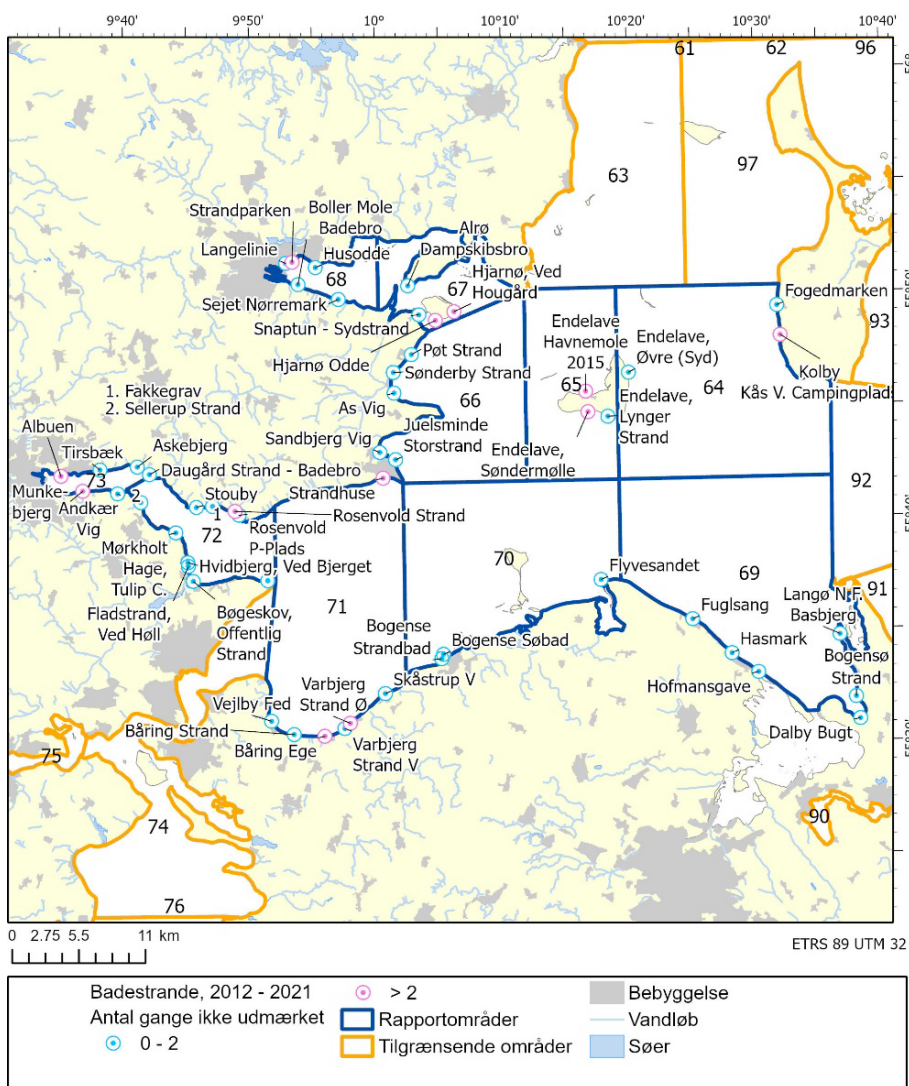 9°40'
9°50'
10°
10°12'
10°20'
10°30'
10°40'
61
62
96
56°
63
97
Strandparken
Boller Mole
Badebro
Alrø
Langelinie
Husodde
Dampskibsbro
68
Hjarnø, Ved
Hougård
67
Sejet Nørremark
Snaptun - Sydstrand
Fogedmarken
55°50'
Endelave
Havnemole
2015
Endelave,
Øvre (Syd)
93
Hjarnø Odde
Pøt Strand
Kolby
Kås V. Campingplads
Sønderby Strand
65
64
1. Fakkegrav
2. Sellerup Strand
66
As Vig
Endelave,
Lynger
Strand
Juelsminde
Storstrand
Albuen
Askebjerg
Sandbjerg Vig
Endelave,
Søndermølle
Tirsbæk
Daugård Strand - Badebro
73
92
Munke-
bjerg
Andkær
Vig
2
Stouby
Strandhuse
1
Rosenvold Strand
55°40'
72
Rosenvold
P-Plads
Mørkholt
Hage,
Tulip C.
Hvidbjerg, Ved Bjerget
70
Flyvesandet
69
91
Langø N.F.
Basbjerg
Fladstrand,
Ved Høll
Bøgeskov,
Offentlig
Strand
71
Fuglsang
Bogense
Strandbad
Bogense Søbad
Hasmark
Bogensø
Strand
Skåstrup V
Hofmansgave
Vejlby Fed
Varbjerg
Strand Ø
Båring Strand
Båring Ege
Varbjerg
Strand V
Dalby Bugt
75
74
90
76
0 2.75 5.5 11 km
ETRS 89 UTM 32
Badestrande, 2012 - 2021
Antal gange ikke udmærket
0 - 2
> 2
Rapportområder
Tilgrænsende områder
Bebyggelse
Vandløb
Søer